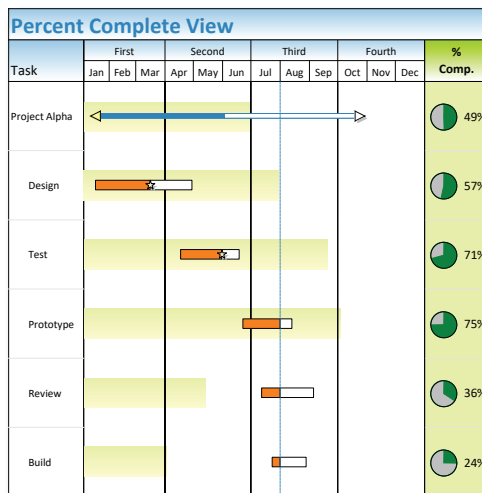 Percent Complete View
First Second Third Fourth % Comp.
Task Jan Feb Mar Apr May Jun Jul Aug Sep Oct Nov Dec
Project Alpha 49%
Design 57%
Test 71%
Prototype 75%
Review 36%
Build 24%